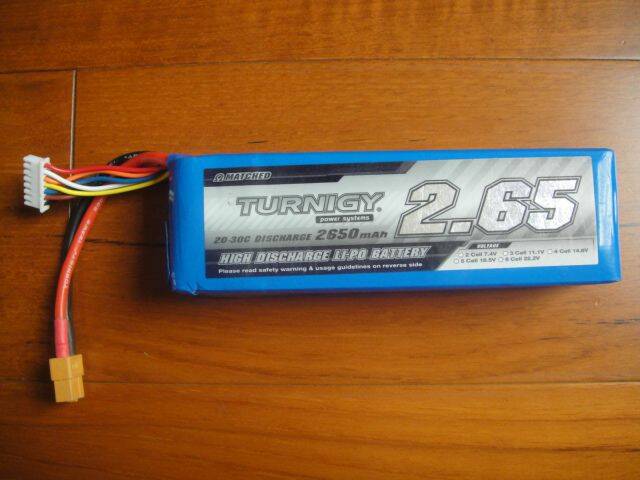 Ω MATCHED
TURNIGY®
power systems
2.65
20-30C DISCHARGE 2650mAh
HIGH DISCHARGE LI-PO BATTERY
Please read safety warning & usage guidelines on reverse side
VOLTAGE
2 Cell 7.4V 3 Cell 11.1V 4 Cell 14.8V
5 Cell 18.5V 6 Cell 22.2V